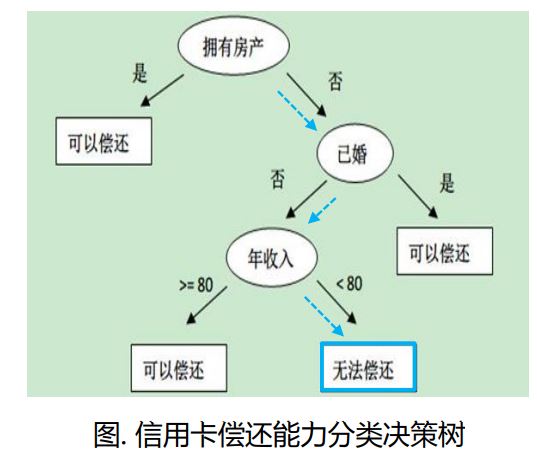 拥有房产
是
否
可以偿还
已婚
否
是
年收入
可以偿还
>= 80
< 80
可以偿还
无法偿还
图. 信用卡偿还能力分类决策树